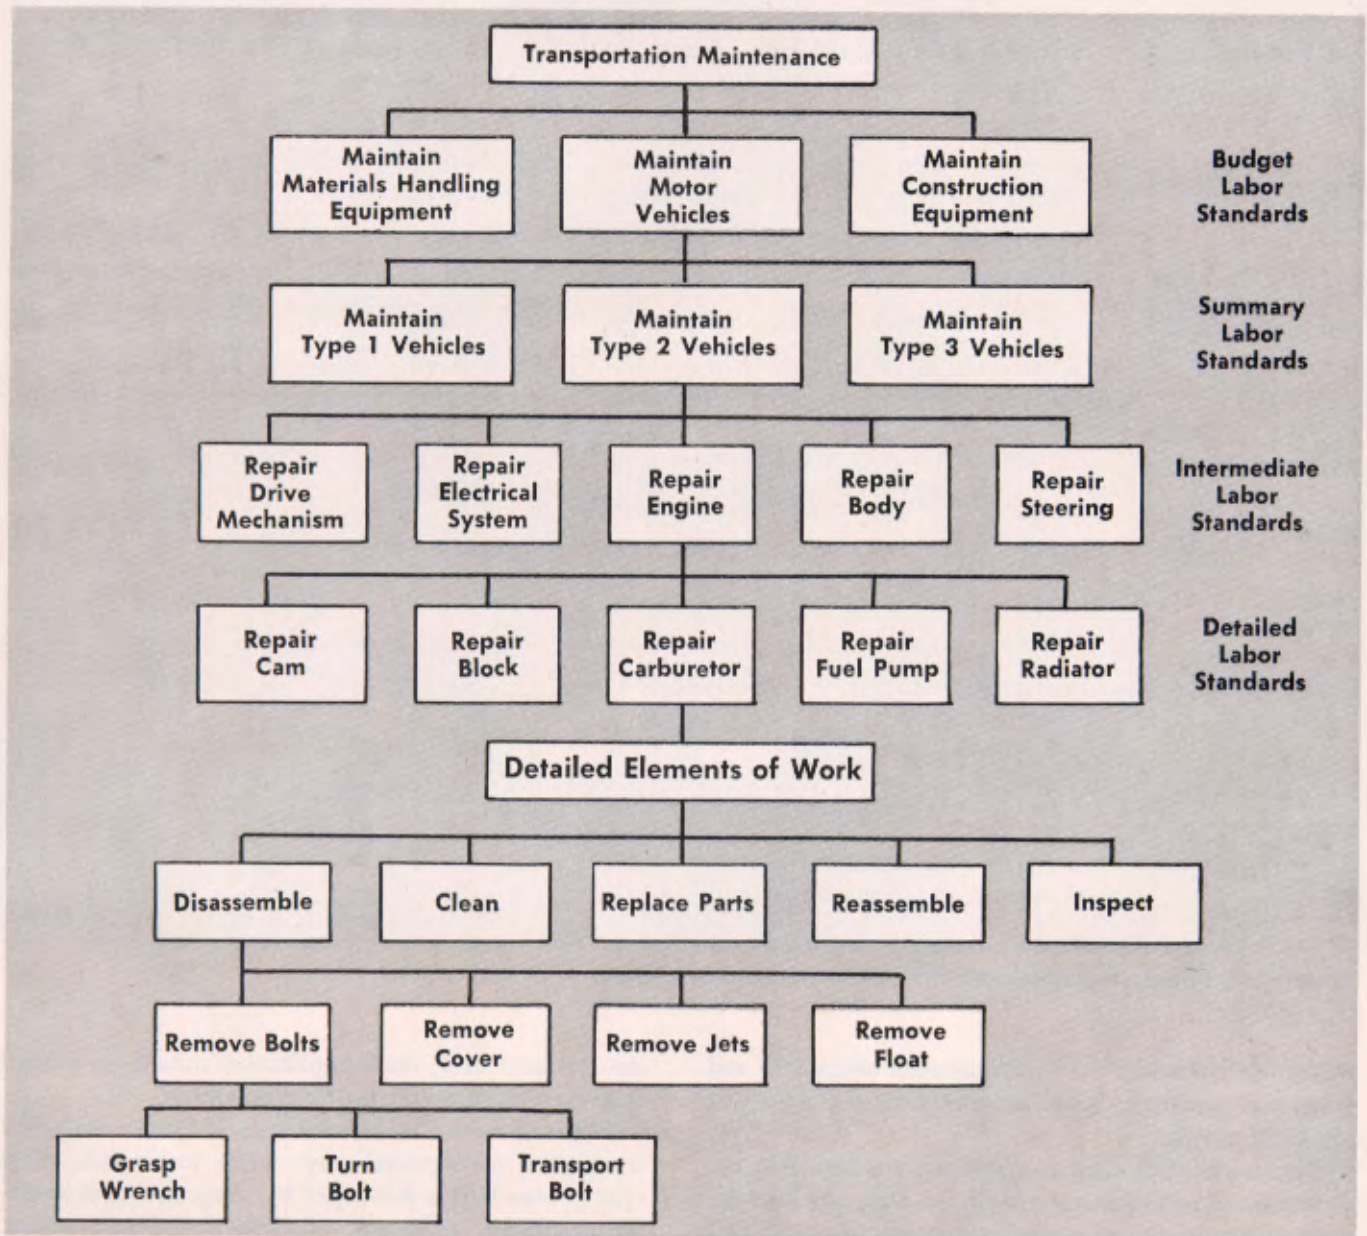 Transportation Maintenance
Maintain
Materials Handling
Equipment
Maintain
Motor
Vehicles
Maintain
Construction
Equipment
Budget
Labor
Standards
Maintain
Type 1 Vehicles
Maintain
Type 2 Vehicles
Maintain
Type 3 Vehicles
Summary
Labor
Standards
Repair
Drive
Mechanism
Repair
Electrical
System
Repair
Engine
Repair
Body
Repair
Steering
Intermediate
Labor
Standards
Repair
Cam
Repair
Block
Repair
Carburetor
Repair
Fuel Pump
Repair
Radiator
Detailed
Labor
Standards
Detailed Elements of Work
Disassemble
Clean
Replace Parts
Reassemble
Inspect
Remove Bolts
Remove
Cover
Remove Jets
Remove
Float
Grasp
Wrench
Turn
Bolt
Transport
Bolt